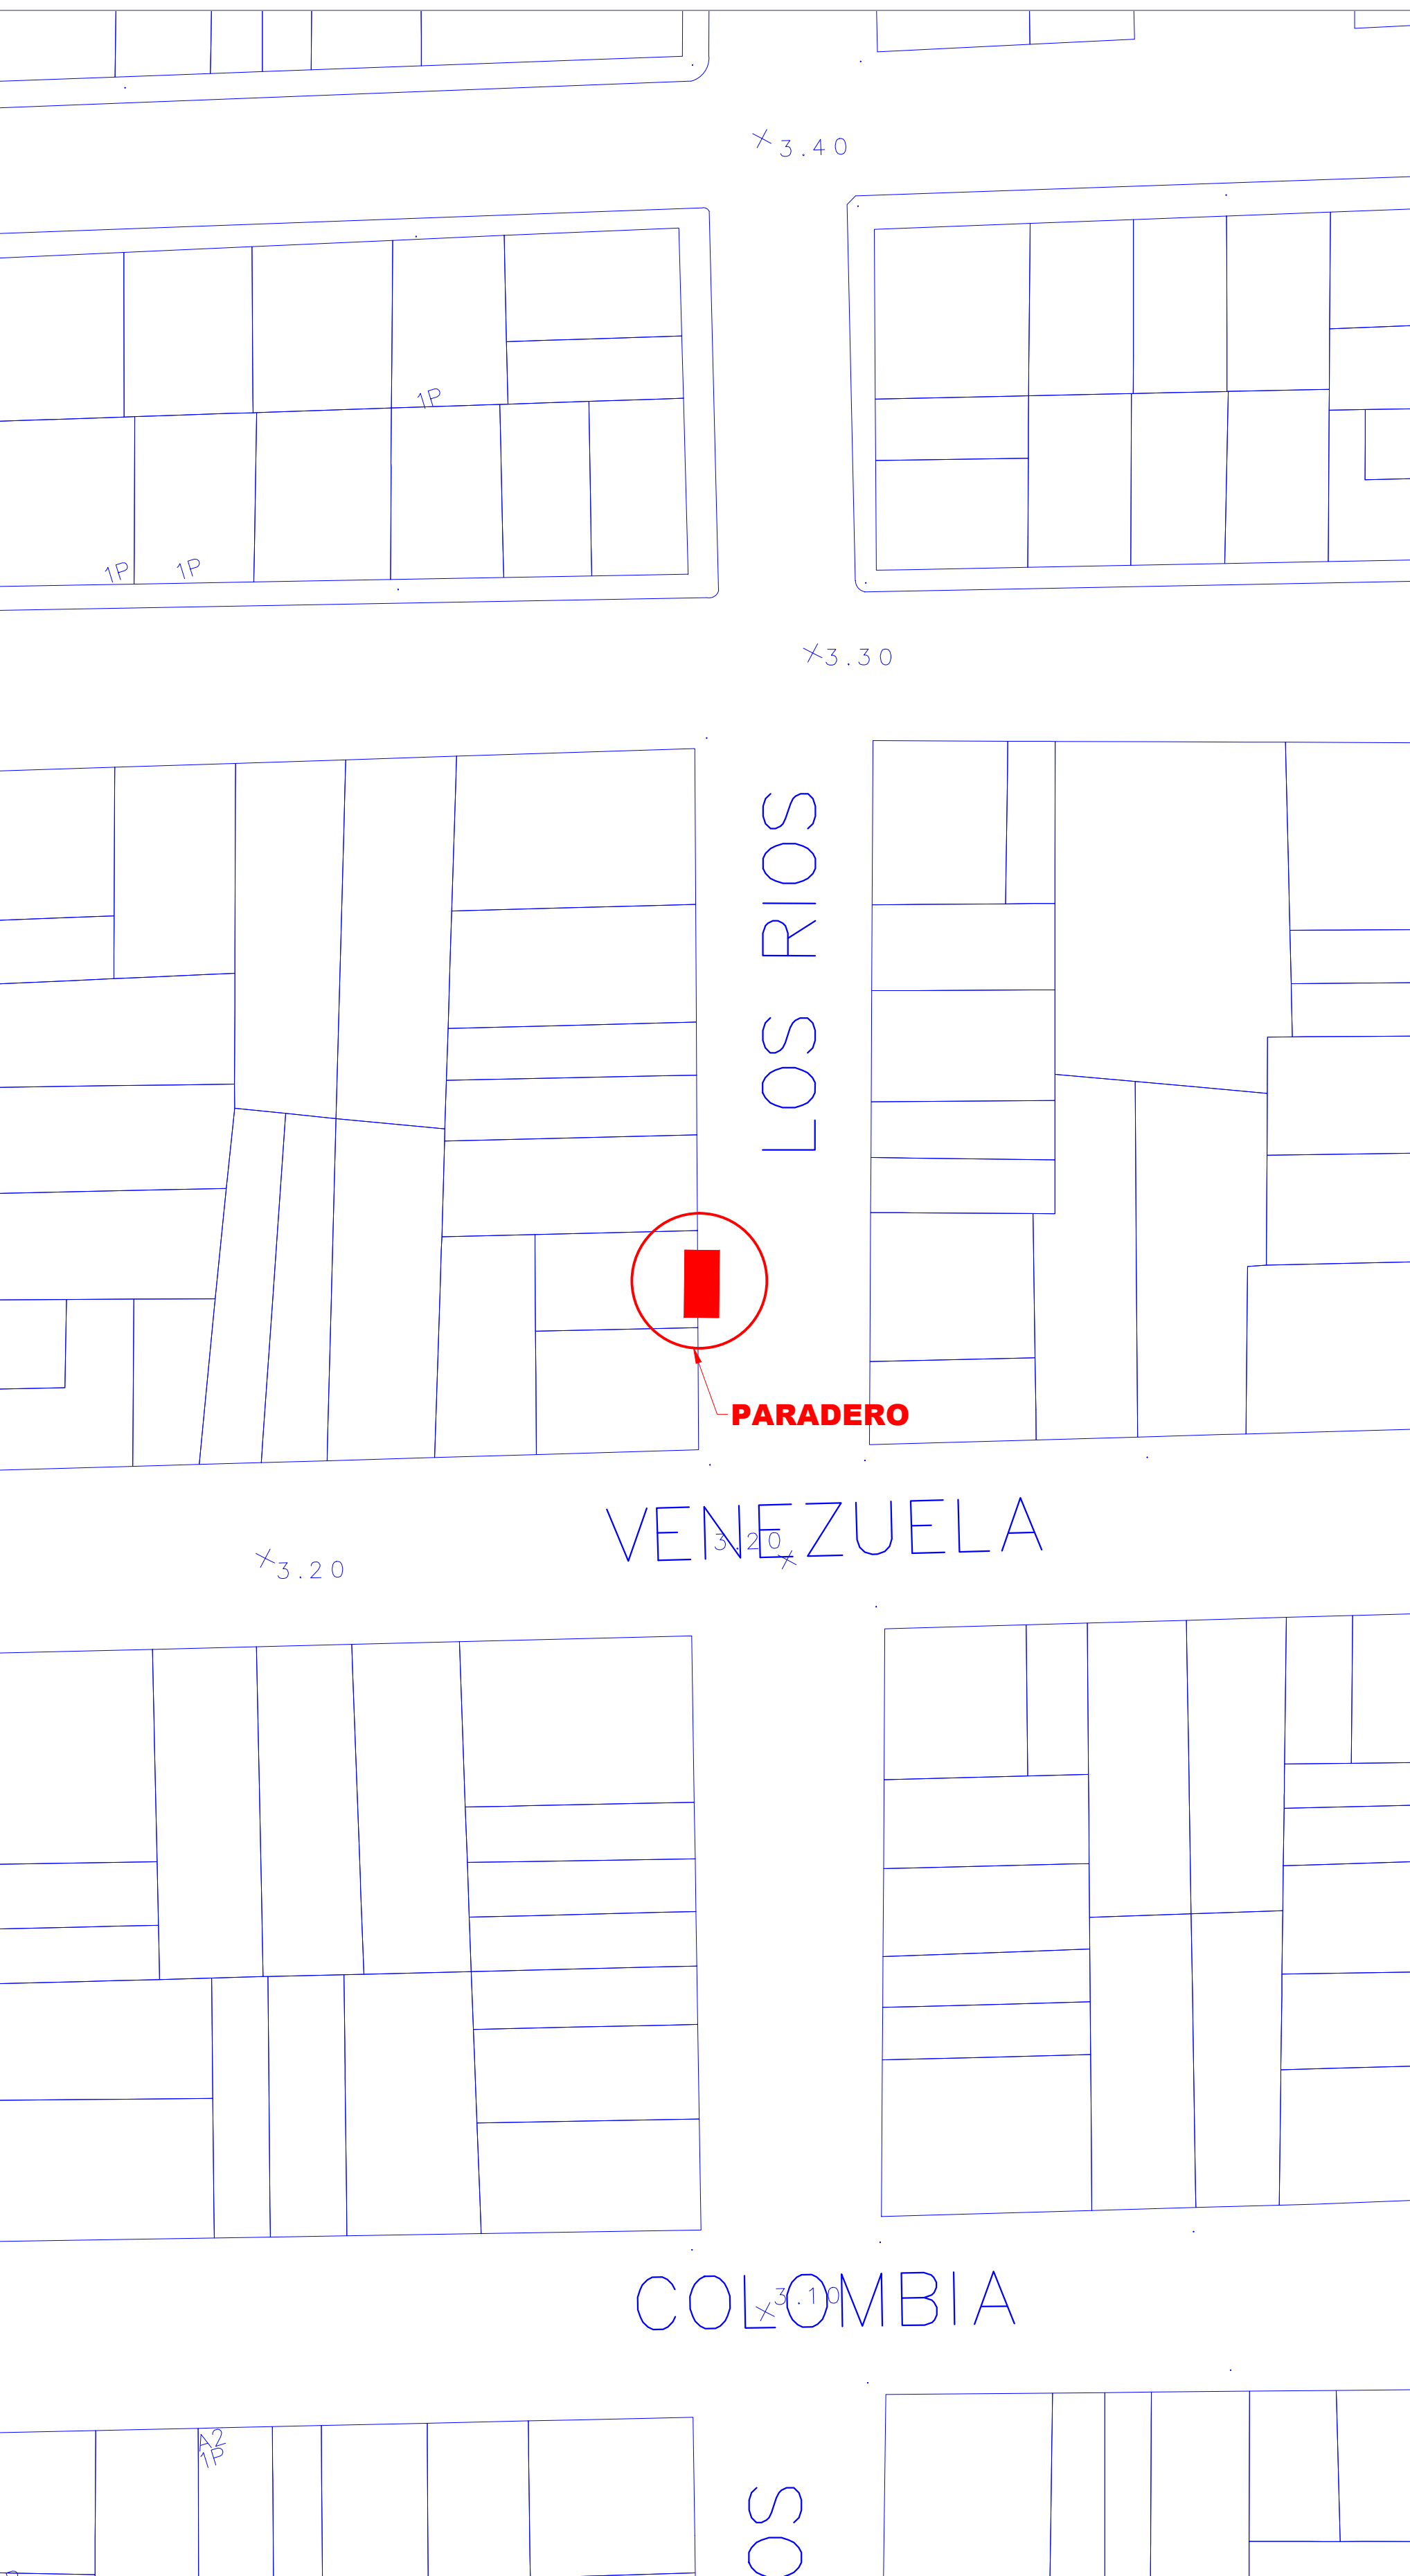 3.40
1P
1P
1P
3.30
LOS RIOS
PARADERO
VENEZUELA
3.20
3.20
COLOMBIA
3.10
A2
1P
OS